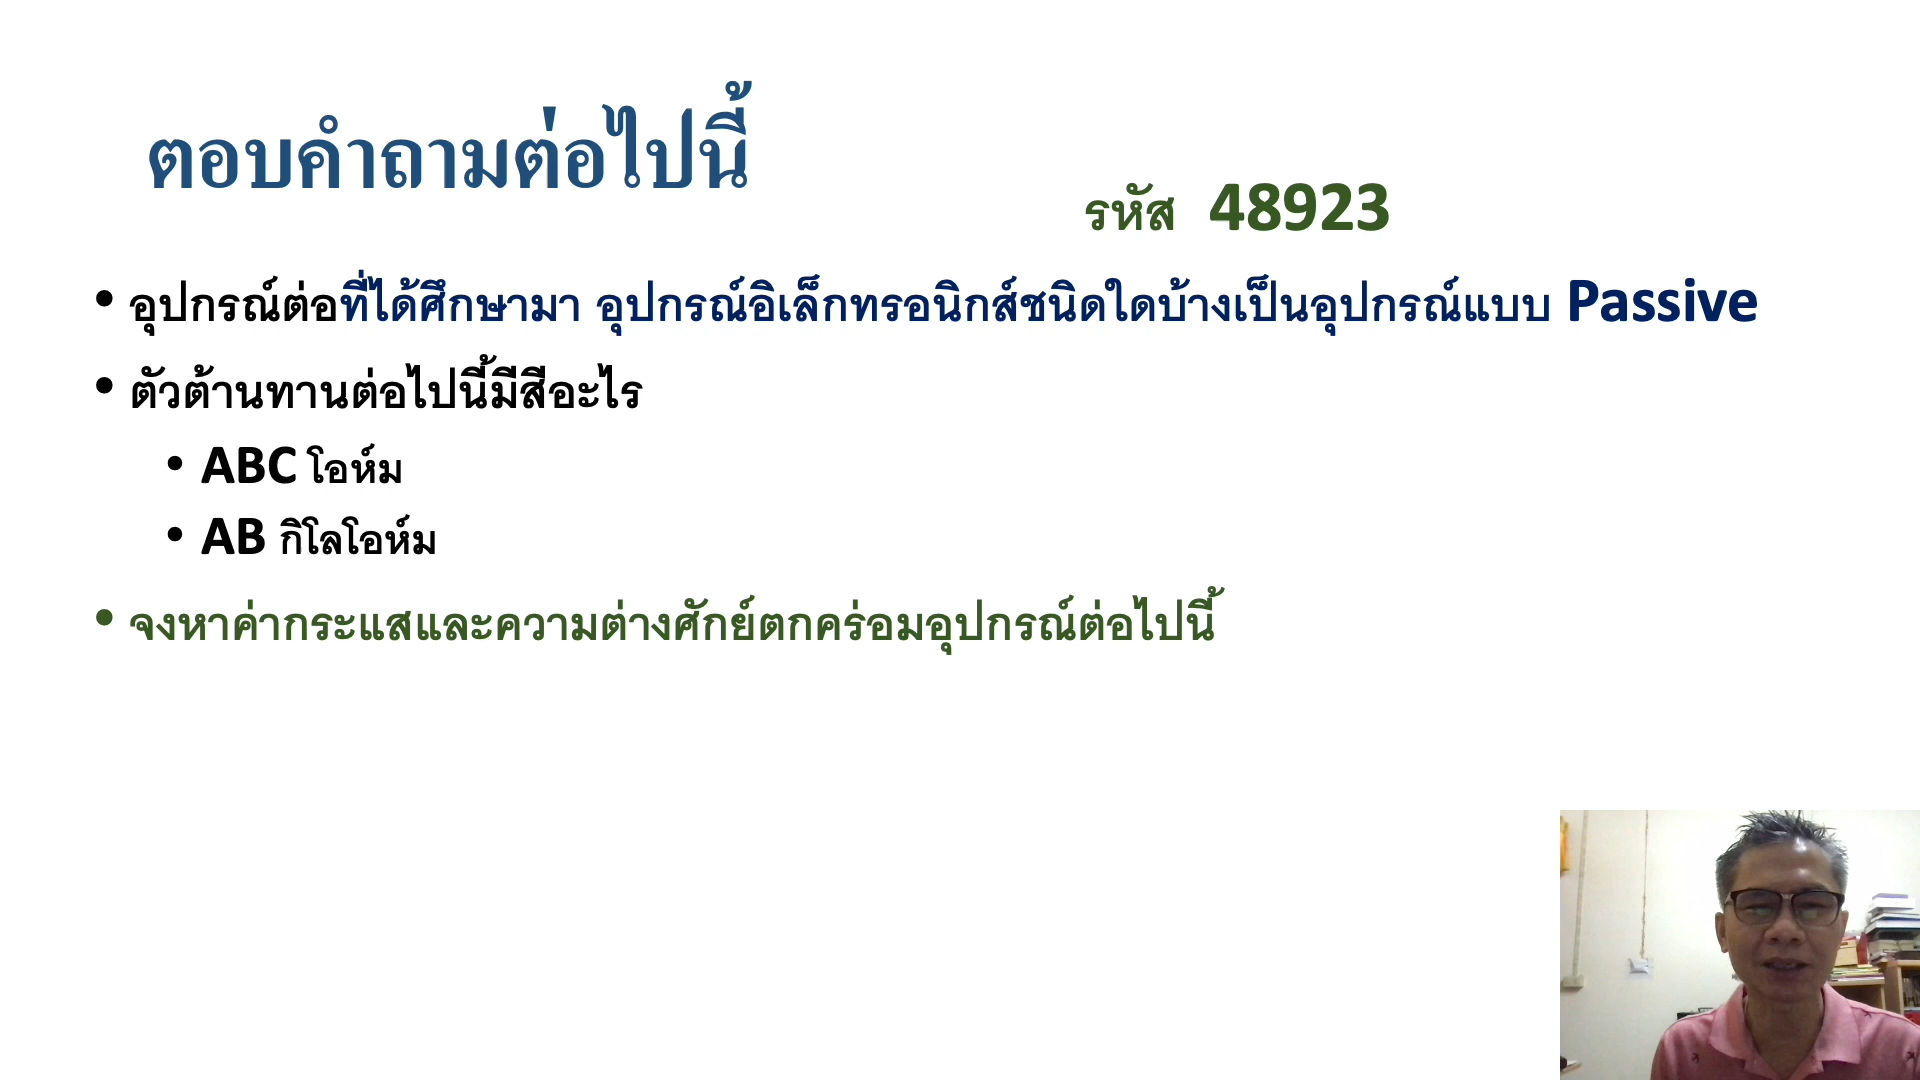 ตอบคำถามต่อไปนี้
รหัส 48923
• อุปกรณ์ต่อที่ได้ศึกษามา อุปกรณ์อิเล็กทรอนิกส์ชนิดใดบ้างเป็นอุปกรณ์แบบ Passive
• ตัวต้านทานต่อไปนี้มีสีอะไร
• ABC โอห์ม
• AB กิโลโอห์ม
• จงหาค่ากระแสและความต่างศักย์ตกคร่อมอุปกรณ์ต่อไปนี้